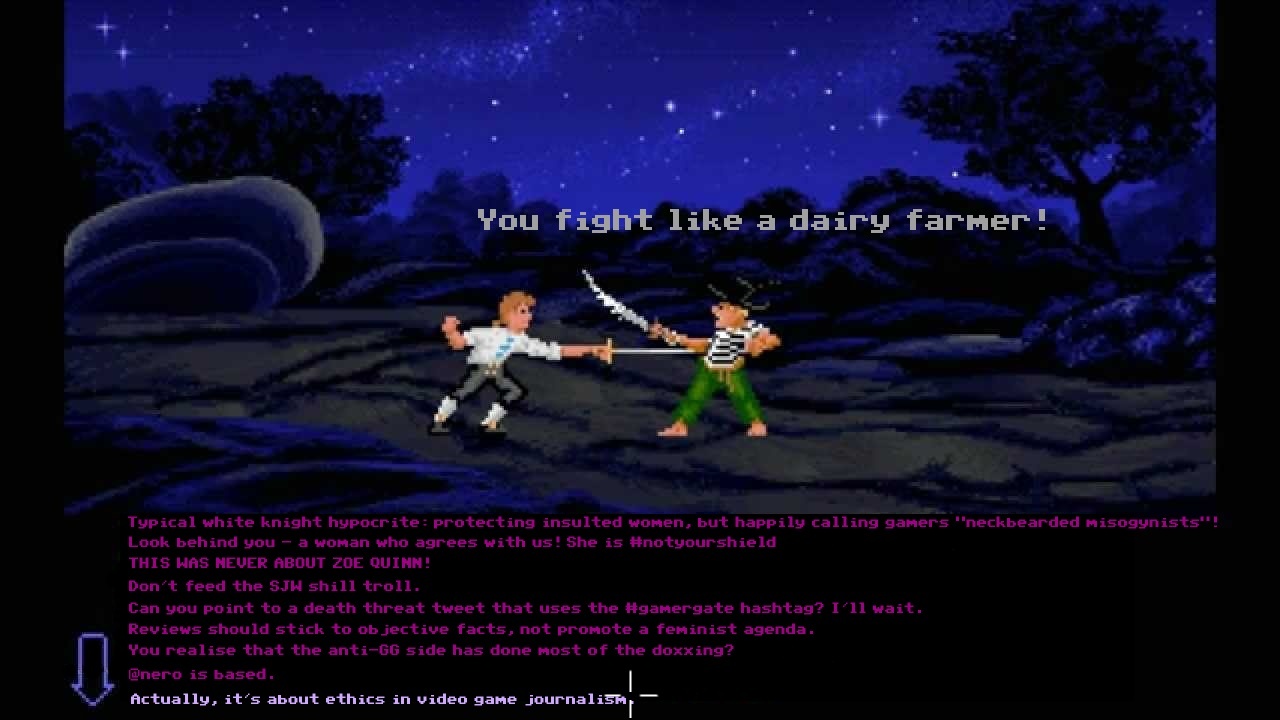 You fight like a dairy farmer!
Typical white knight hypocrite: protecting insulted women, but happily calling gamers "neckbearded misogynists"!
Look behind you - a woman who agrees with us! She is #notyourshield
THIS WAS NEVER ABOUT ZOE QUINN!
Don't feed the SJW shill troll.
Can you point to a death threat tweet that uses the #gamergate hashtag? I'll wait.
Reviews should stick to objective facts, not promote a feminist agenda.
You realise that the anti-GG side has done most of the doxxing?
@nero is based.
Actually, it's about ethics in video game journalism.